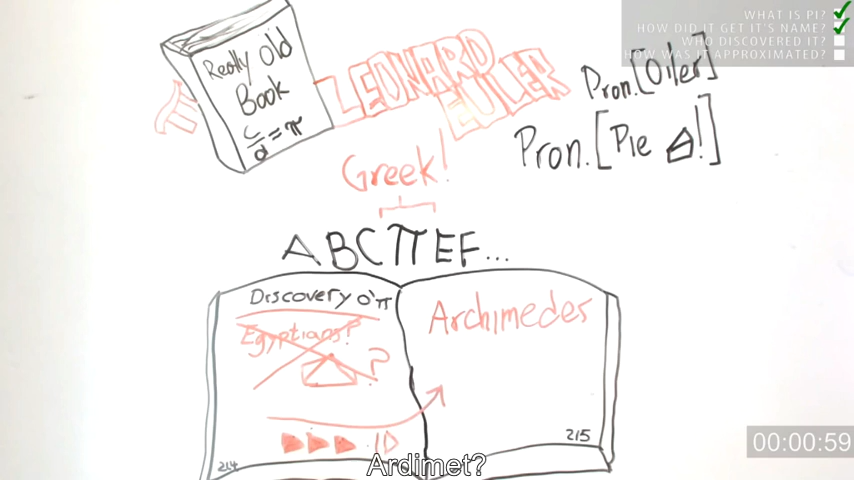 WHAT IS PI?
HOW DID IT GET IT'S NAME?
WHO DISCOVERED IT?
HOW WAS IT APPROXIMATED?
Really Old
Book
c/d = π
π
LEONARD
EULER
Pron. [Oiler]
Pron. [Pie !]
Greek!
ABCπEF...
Discovery o' π
Egyptians?
?
214
Archimedes
215
00:00:59
Ardimet?